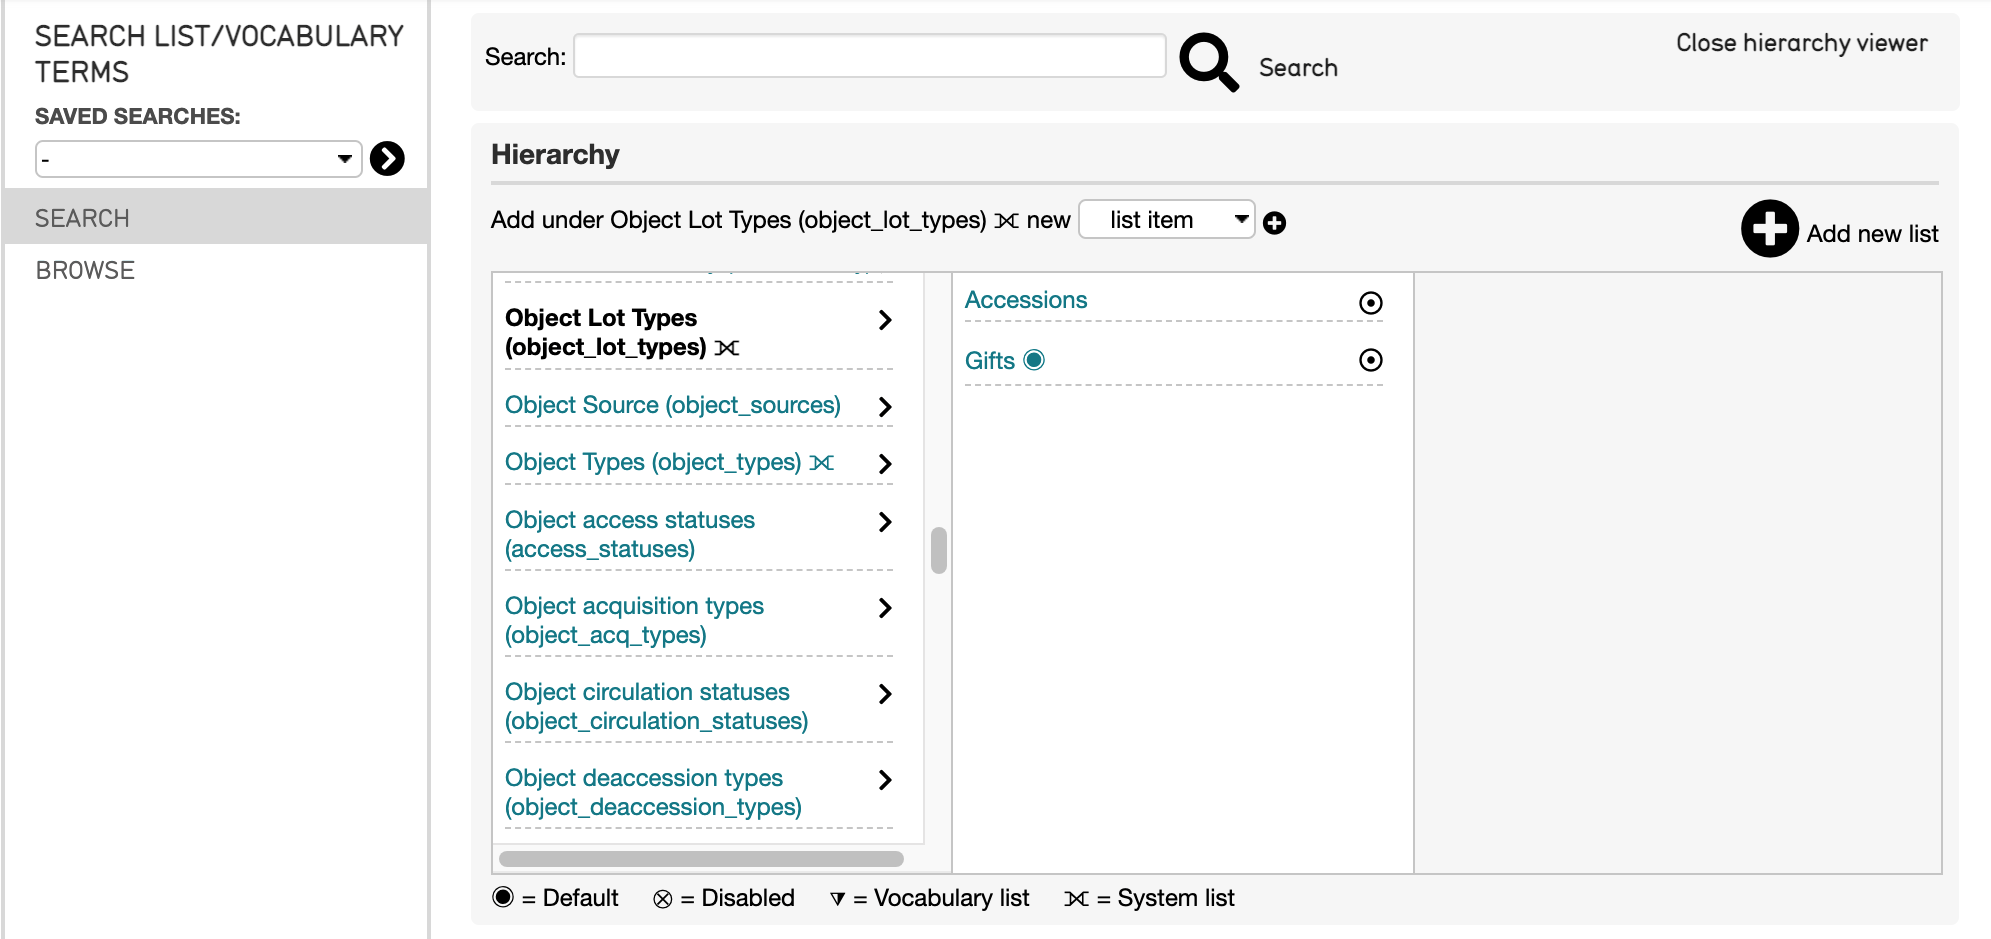 SEARCH LIST/VOCABULARY
TERMS
SAVED SEARCHES:
-
SEARCH
BROWSE
Search:
Search
Close hierarchy viewer
Hierarchy
Add under Object Lot Types (object_lot_types) new list item
Add new list
Object Lot Types
(object_lot_types)
Object Source (object_sources)
Object Types (object_types)
Object access statuses
(access_statuses)
Object acquisition types
(object_acq_types)
Object circulation statuses
(object_circulation_statuses)
Object deaccession types
(object_deaccession_types)
Accessions
Gifts
= Default = Disabled = Vocabulary list = System list